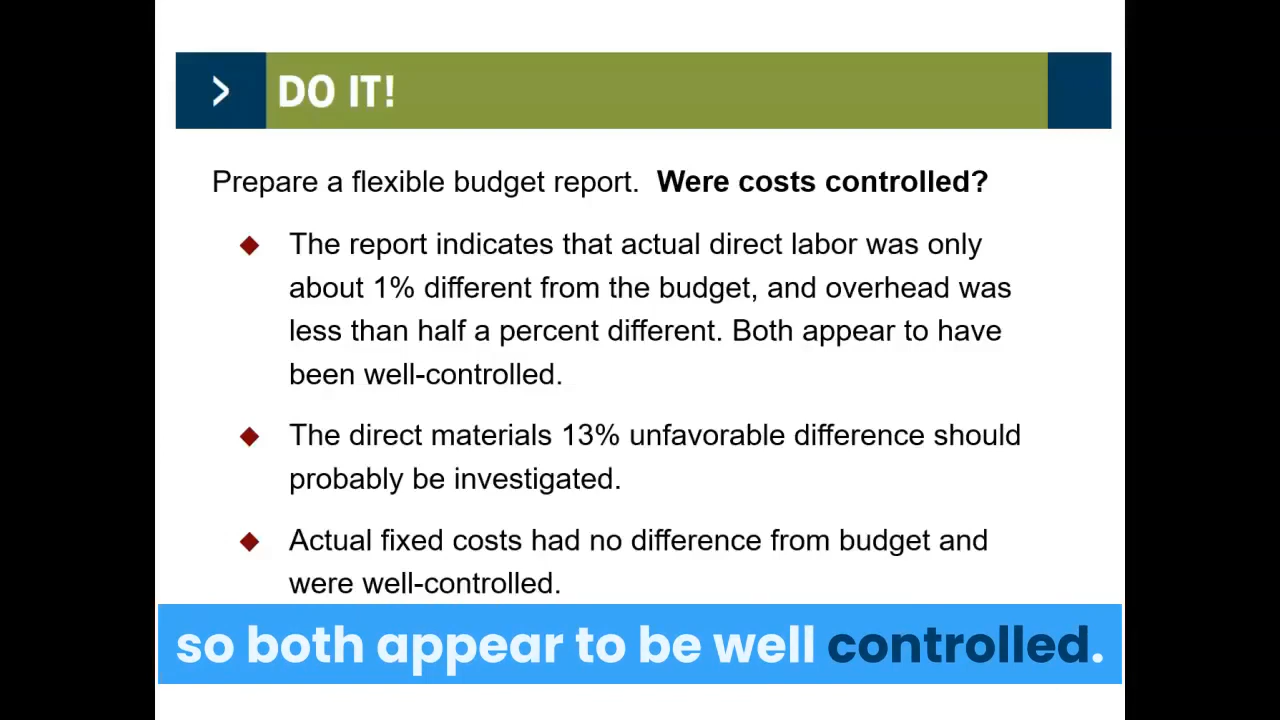 > DO IT!
Prepare a flexible budget report. Were costs controlled?
The report indicates that actual direct labor was only
about 1% different from the budget, and overhead was
less than half a percent different. Both appear to have
been well-controlled.
The direct materials 13% unfavorable difference should
probably be investigated.
Actual fixed costs had no difference from budget and
were well-controlled.
so both appear to be well controlled.